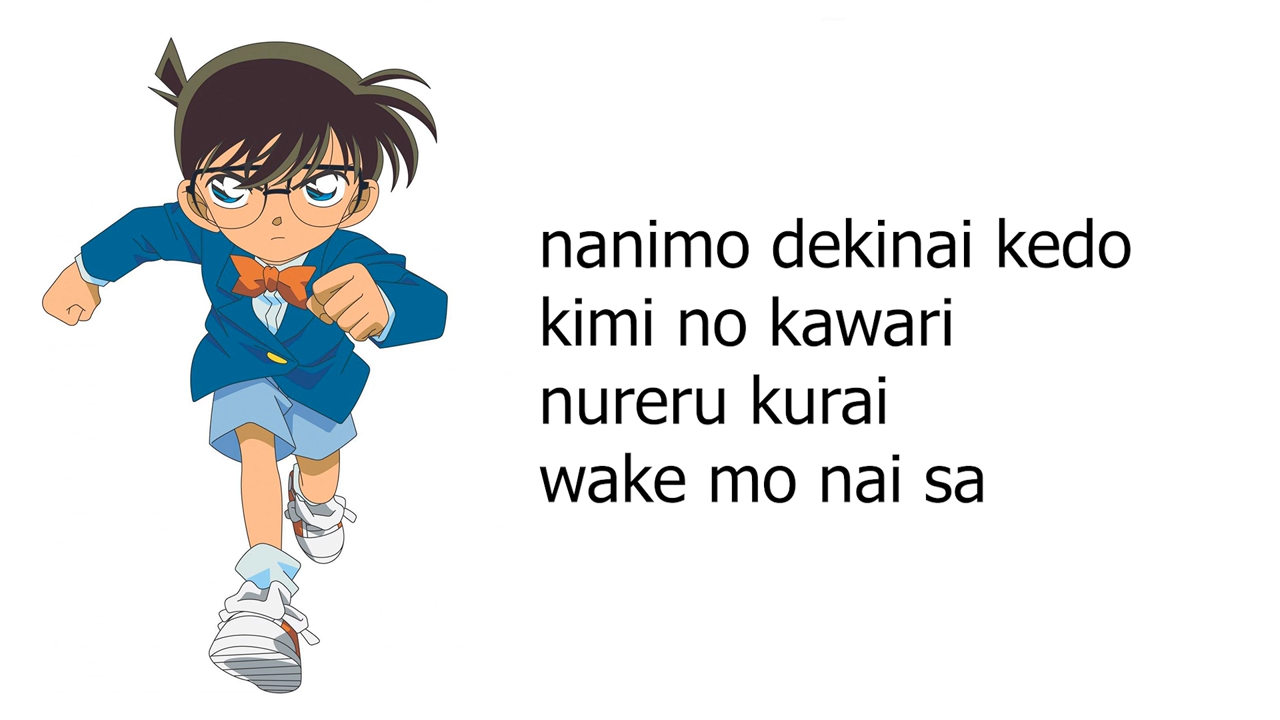 nanimo dekinai kedo
kimi no kawari
nureru kurai
wake mo nai sa